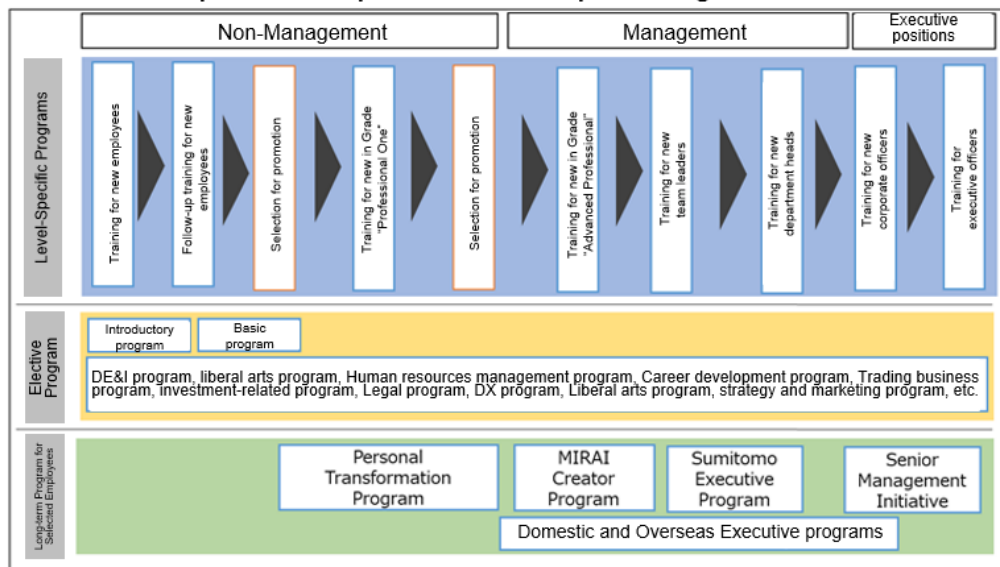 Non-Management
Management
Executive
positions
Level-Specific Programs
Training for new employees
Follow-up training for new
employees
Selection for promotion
Training for new in Grade
"Professional One"
Selection for promotion
Training for new in Grade
"Advanced Professional"
Training for new
team leaders
Training for new
department heads
Training for new
corporate officers
Training for
executive officers
Elective
Program
Introductory
program
Basic
program
DE&I program, liberal arts program, Human resources management program, Career development program, Trading business
program, investment-related program, Legal program, DX program, Liberal arts program, strategy and marketing program, etc.
Long-term Program for
Selected Employees
Personal
Transformation
Program
MIRAI
Creator
Program
Sumitomo
Executive
Program
Senior
Management
Initiative
Domestic and Overseas Executive programs